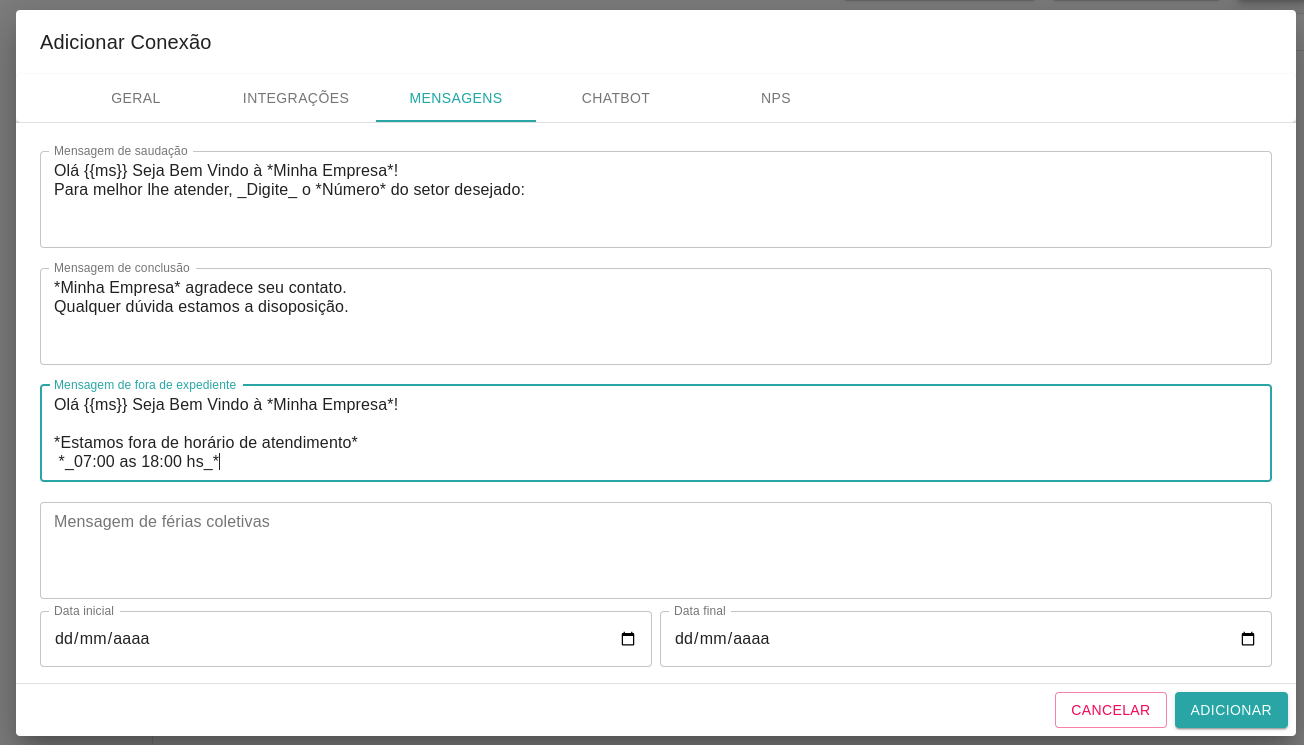 Adicionar Conexão
GERAL INTEGRAÇÕES MENSAGENS CHATBOT NPS
Mensagem de saudação
Olá {{ms}} Seja Bem Vindo à *Minha Empresa*!
Para melhor lhe atender, _Digite_ o *Número* do setor desejado:
Mensagem de conclusão
*Minha Empresa* agradece seu contato.
Qualquer dúvida estamos a disoposição.
Mensagem de fora de expediente
Olá {{ms}} Seja Bem Vindo à *Minha Empresa*!
*Estamos fora de horário de atendimento*
*_07:00 as 18:00 hs_*
Mensagem de férias coletivas
Data inicial Data final
dd/mm/aaaa dd/mm/aaaa
CANCELAR ADICIONAR